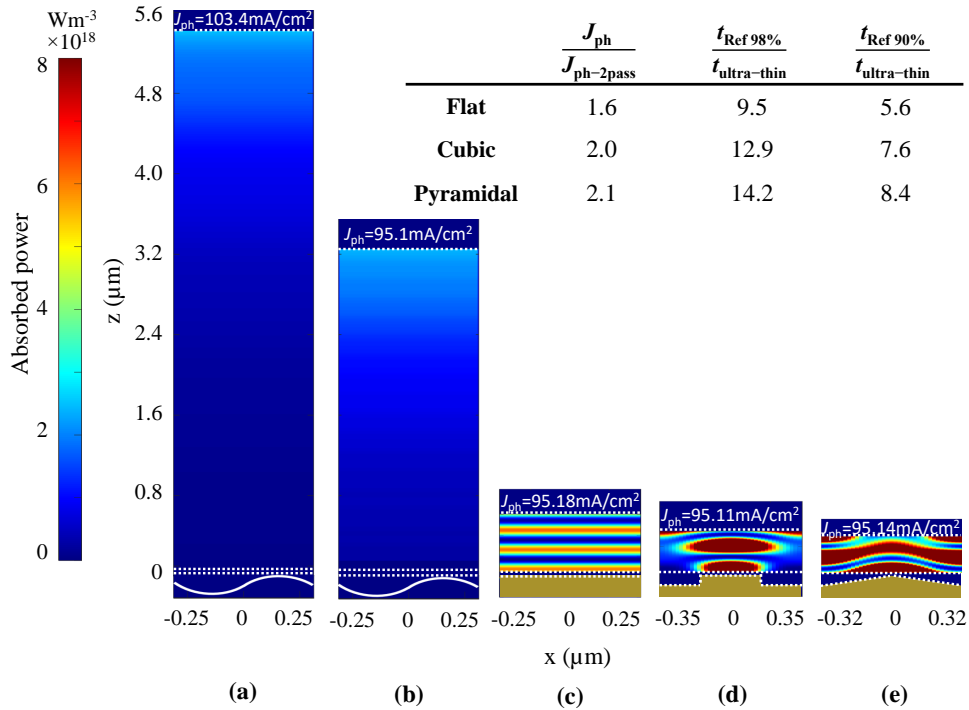 Wm⁻³
×10¹⁸
8
6
4
2
0
Absorbed power
5.6
4.8
4.0
3.2
2.4
1.6
0.8
0
z (µm)
Jph=103.4mA/cm²
Jph=95.1mA/cm²
Jph=95.18mA/cm²
Jph=95.11mA/cm²
Jph=95.14mA/cm²
Jph/Jph−2pass tRef 98%/tultra−thin tRef 90%/tultra−thin
Flat 1.6 9.5 5.6
Cubic 2.0 12.9 7.6
Pyramidal 2.1 14.2 8.4
-0.25 0 0.25 -0.25 0 0.25 -0.25 0 0.25 -0.35 0 0.35 -0.32 0 0.32
x (µm)
(a) (b) (c) (d) (e)